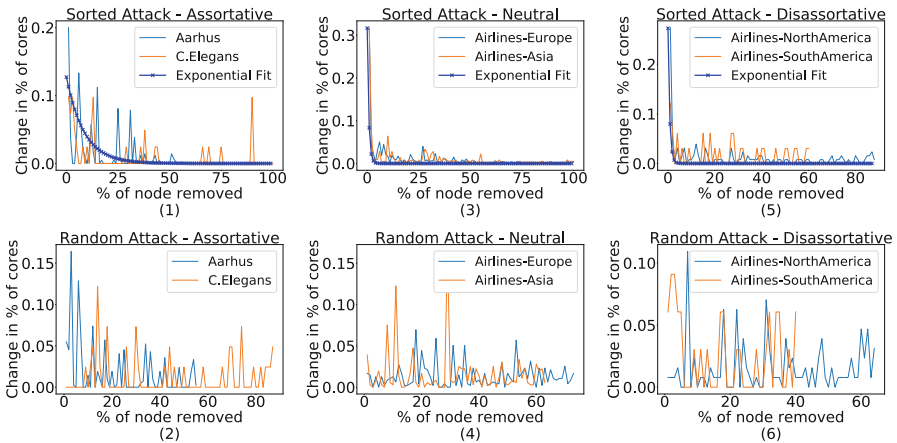 Sorted Attack - Assortative
Change in % of cores
0.2
0.1
0.0
Aarhus
C.Elegans
Exponential Fit
0 25 50 75 100
% of node removed
(1)
Sorted Attack - Neutral
Change in % of cores
0.3
0.2
0.1
0.0
Airlines-Europe
Airlines-Asia
Exponential Fit
0 25 50 75 100
% of node removed
(3)
Sorted Attack - Disassortative
Change in % of cores
0.2
0.1
0.0
Airlines-NorthAmerica
Airlines-SouthAmerica
Exponential Fit
0 20 40 60 80
% of node removed
(5)
Random Attack - Assortative
Change in % of cores
0.15
0.10
0.05
0.00
Aarhus
C.Elegans
0 20 40 60 80
% of node removed
(2)
Random Attack - Neutral
Change in % of cores
0.15
0.10
0.05
0.00
Airlines-Europe
Airlines-Asia
0 20 40 60
% of node removed
(4)
Random Attack - Disassortative
Change in % of cores
0.10
0.05
0.00
Airlines-NorthAmerica
Airlines-SouthAmerica
0 20 40 60
% of node removed
(6)